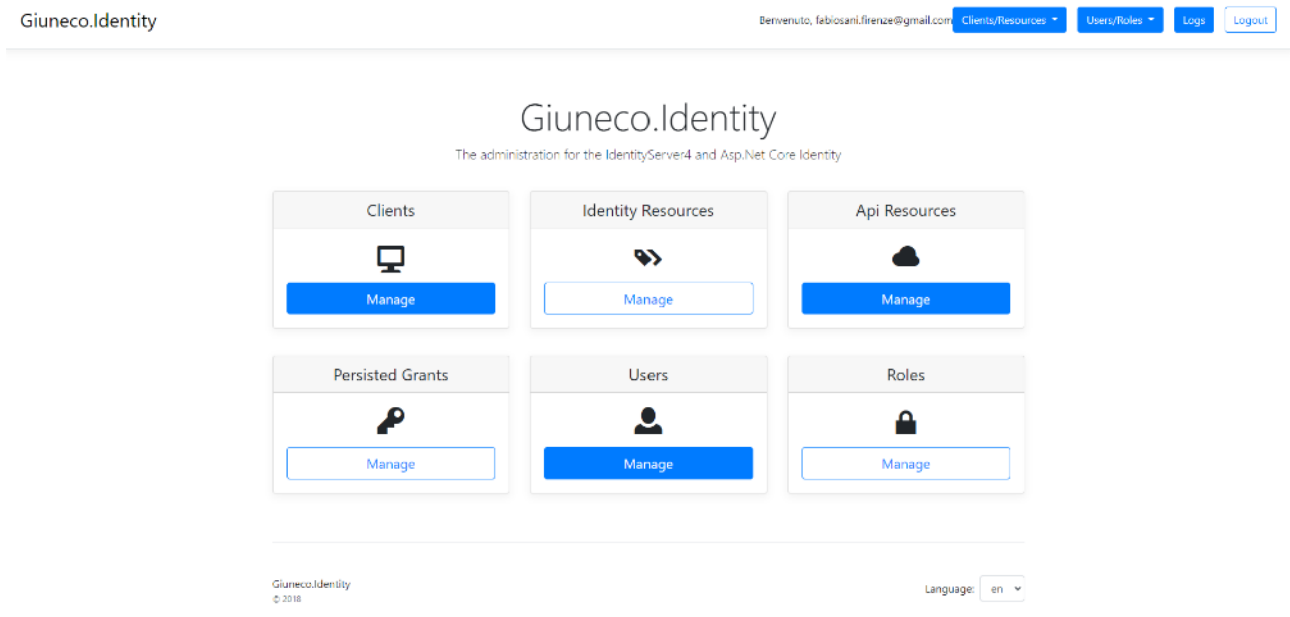 Giuneco.Identity
Benvenuto, fabiosani.firenze@gmail.com Clients/Resources Users/Roles Logs Logout
Giuneco.Identity
The administration for the IdentityServer4 and Asp.Net Core Identity
Clients Identity Resources Api Resources
Manage Manage Manage
Persisted Grants Users Roles
Manage Manage Manage
Giuneco.Identity
© 2018
Language: en